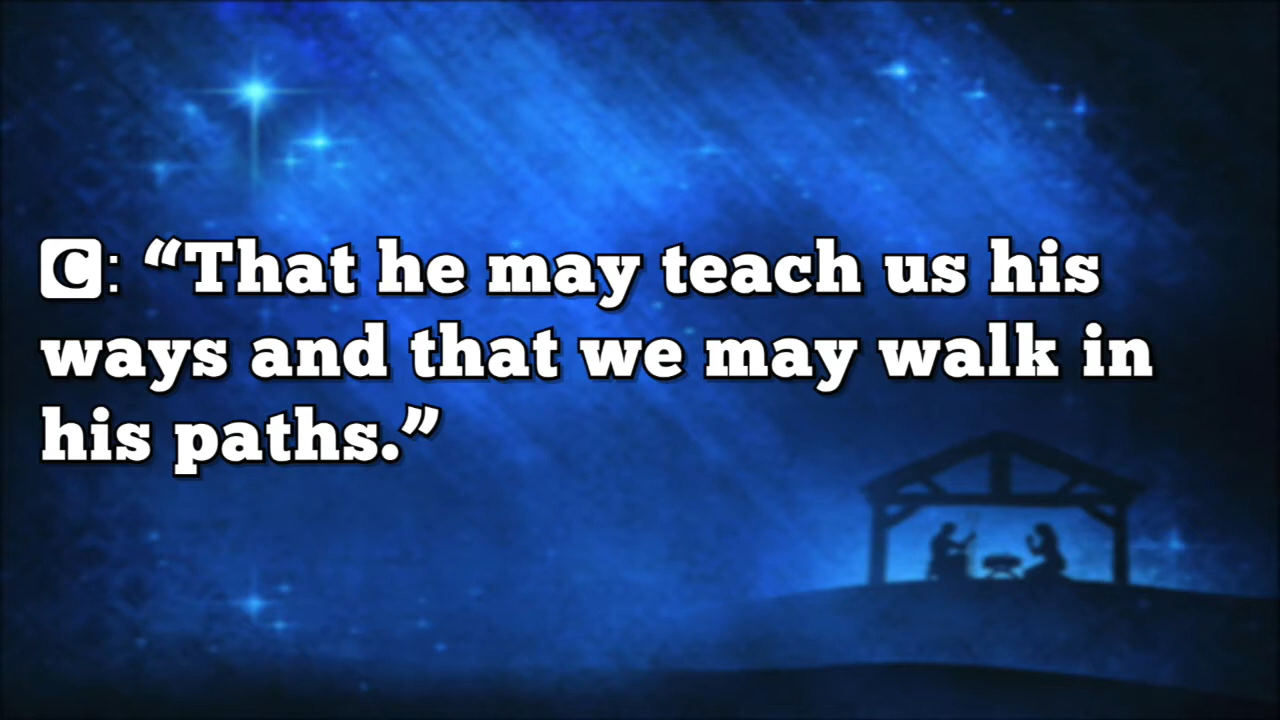 C: “That he may teach us his
ways and that we may walk in
his paths.”